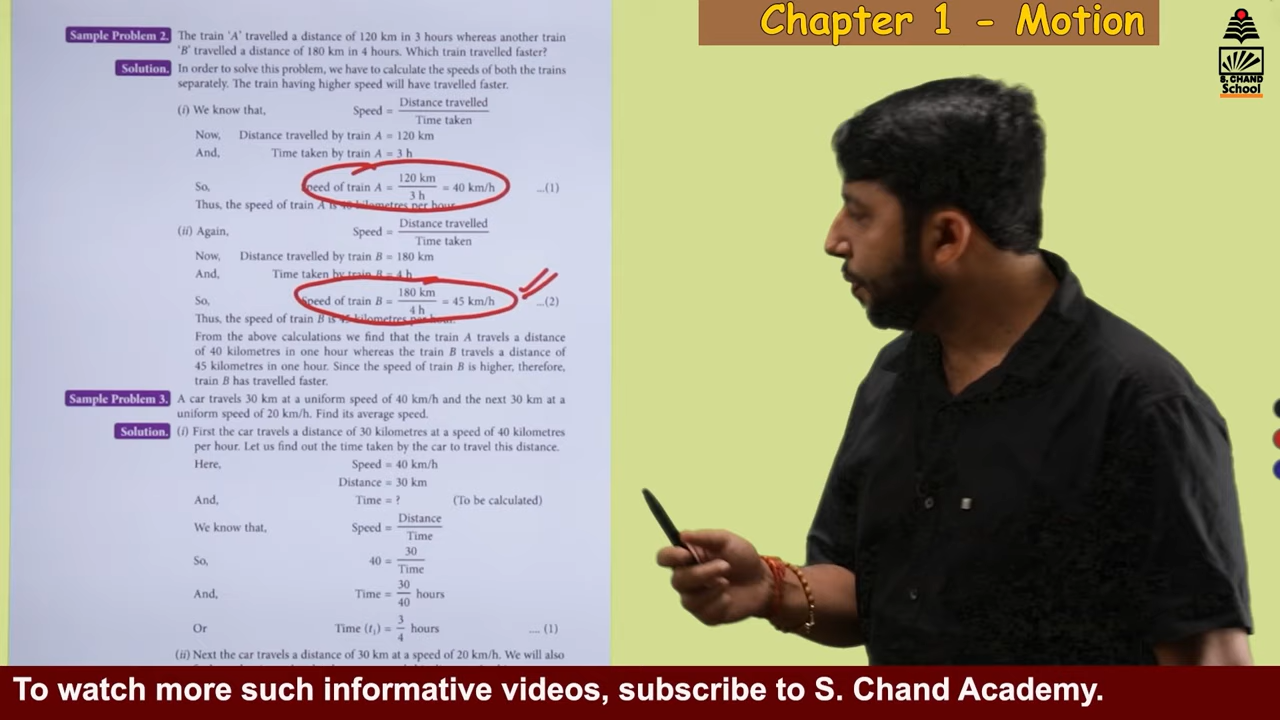 Chapter 1 - Motion
S. CHAND
School
Sample Problem 2. The train 'A' travelled a distance of 120 km in 3 hours whereas another train
'B' travelled a distance of 180 km in 4 hours. Which train travelled faster?
Solution. In order to solve this problem, we have to calculate the speeds of both the trains
separately. The train having higher speed will have travelled faster.
(i) We know that, Speed = Distance travelled
Time taken
Now, Distance travelled by train A = 120 km
And, Time taken by train A = 3 h
So, Speed of train A = 120 km / 3 h = 40 km/h ...(1)
Thus, the speed of train A is 40 kilometres per hour.
(ii) Again, Speed = Distance travelled
Time taken
Now, Distance travelled by train B = 180 km
And, Time taken by train B = 4 h
So, Speed of train B = 180 km / 4 h = 45 km/h ...(2)
Thus, the speed of train B is 45 kilometres per hour.
From the above calculations we find that the train A travels a distance
of 40 kilometres in one hour whereas the train B travels a distance of
45 kilometres in one hour. Since the speed of train B is higher, therefore,
train B has travelled faster.
Sample Problem 3. A car travels 30 km at a uniform speed of 40 km/h and the next 30 km at a
uniform speed of 20 km/h. Find its average speed.
Solution. (i) First the car travels a distance of 30 kilometres at a speed of 40 kilometres
per hour. Let us find out the time taken by the car to travel this distance.
Here, Speed = 40 km/h
Distance = 30 km
And, Time = ? (To be calculated)
We know that, Speed = Distance
Time
So, 40 = 30
Time
And, Time = 30 / 40 hours
Or Time (t₁) = 3 / 4 hours .... (1)
(ii) Next the car travels a distance of 30 km at a speed of 20 km/h. We will also
To watch more such informative videos, subscribe to S. Chand Academy.